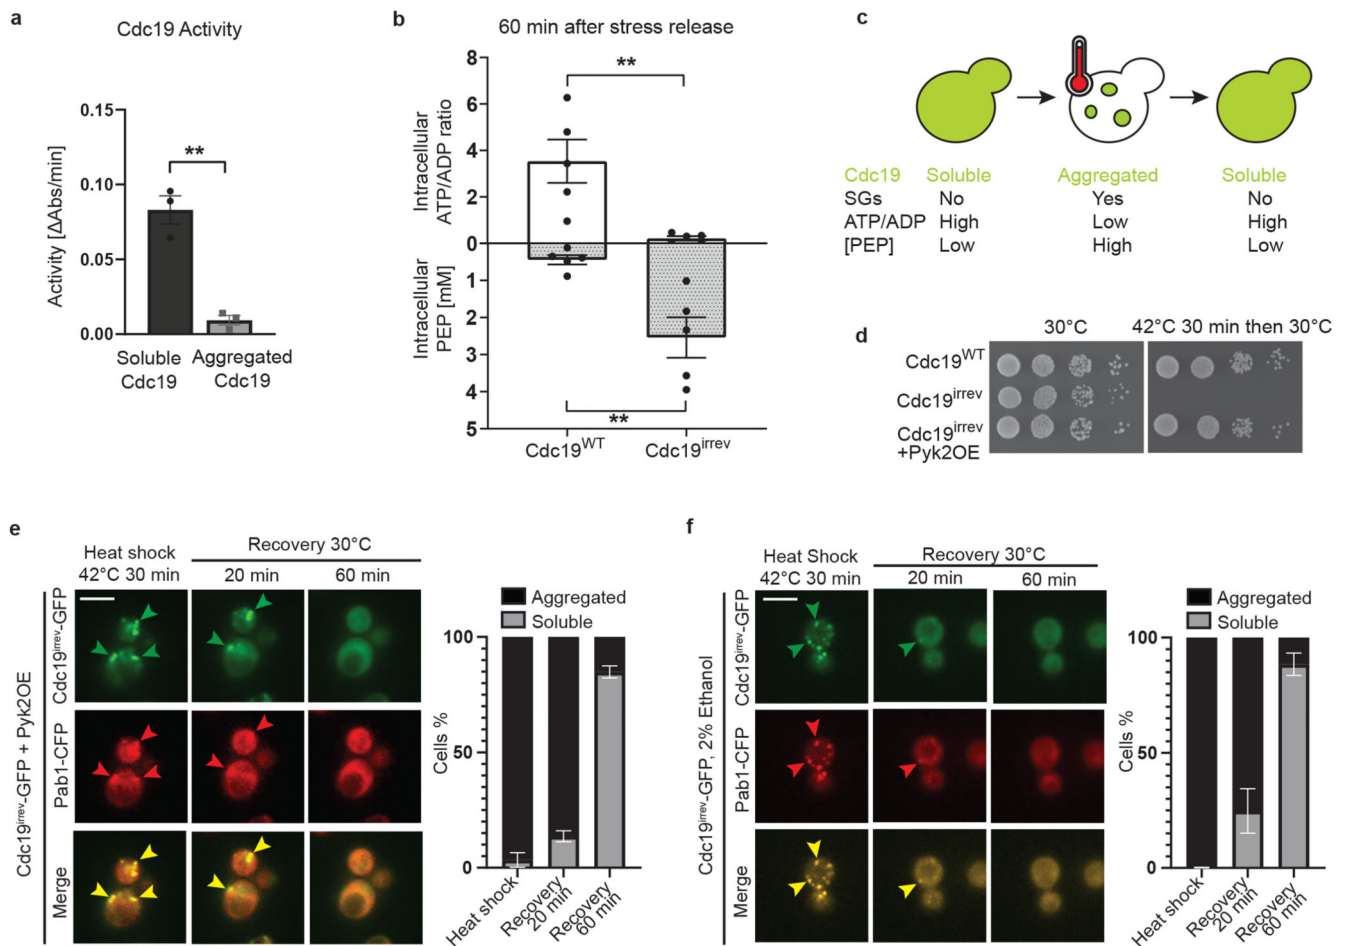 a
Cdc19 Activity
Activity [ΔAbs/min]
0.15
0.10
0.05
0.00
**
Soluble Cdc19
Aggregated Cdc19
b
60 min after stress release
Intracellular ATP/ADP ratio
Intracellular PEP [mM]
8
6
4
2
0
1
2
3
4
5
**
**
Cdc19WT
Cdc19irrev
c
Cdc19 Soluble Aggregated Soluble
SGs No Yes No
ATP/ADP High Low High
[PEP] Low High Low
d
30°C
42°C 30 min then 30°C
Cdc19WT
Cdc19irrev
Cdc19irrev
+Pyk2OE
e
Heat shock
42°C 30 min
Recovery 30°C
20 min
60 min
Cdc19irrev-GFP + Pyk2OE
Cdc19irrev-GFP
Pab1-CFP
Merge
Aggregated
Soluble
Cells %
100
50
0
Heat shock
Recovery 20 min
Recovery 60 min
f
Heat Shock
42°C 30 min
Recovery 30°C
20 min
60 min
Cdc19irrev-GFP, 2% Ethanol
Cdc19irrev-GFP
Pab1-CFP
Merge
Aggregated
Soluble
Cells %
100
50
0
Heat shock
Recovery 20 min
Recovery 60 min